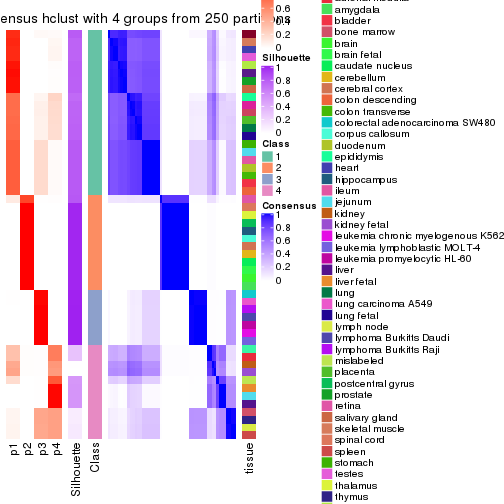 ensus hclust with 4 groups from 250 parti
0.6
0.4
0.2
0
Silhouette
1
0.8
0.6
0.4
0.2
0
Class
1
2
3
4
Consensus
1
0.8
0.6
0.4
0.2
0
p1
p2
p3
p4
Silhouette
Class
tissue
amygdala
bladder
bone marrow
brain
brain fetal
caudate nucleus
cerebellum
cerebral cortex
colon descending
colon transverse
colorectal adenocarcinoma SW480
corpus callosum
duodenum
epididymis
heart
hippocampus
ileum
jejunum
kidney
kidney fetal
leukemia chronic myelogenous K562
leukemia lymphoblastic MOLT-4
leukemia promyelocytic HL-60
liver
liver fetal
lung
lung carcinoma A549
lung fetal
lymph node
lymphoma Burkitts Daudi
lymphoma Burkitts Raji
mislabeled
placenta
postcentral gyrus
prostate
retina
salivary gland
skeletal muscle
spinal cord
spleen
stomach
testes
thalamus
thymus